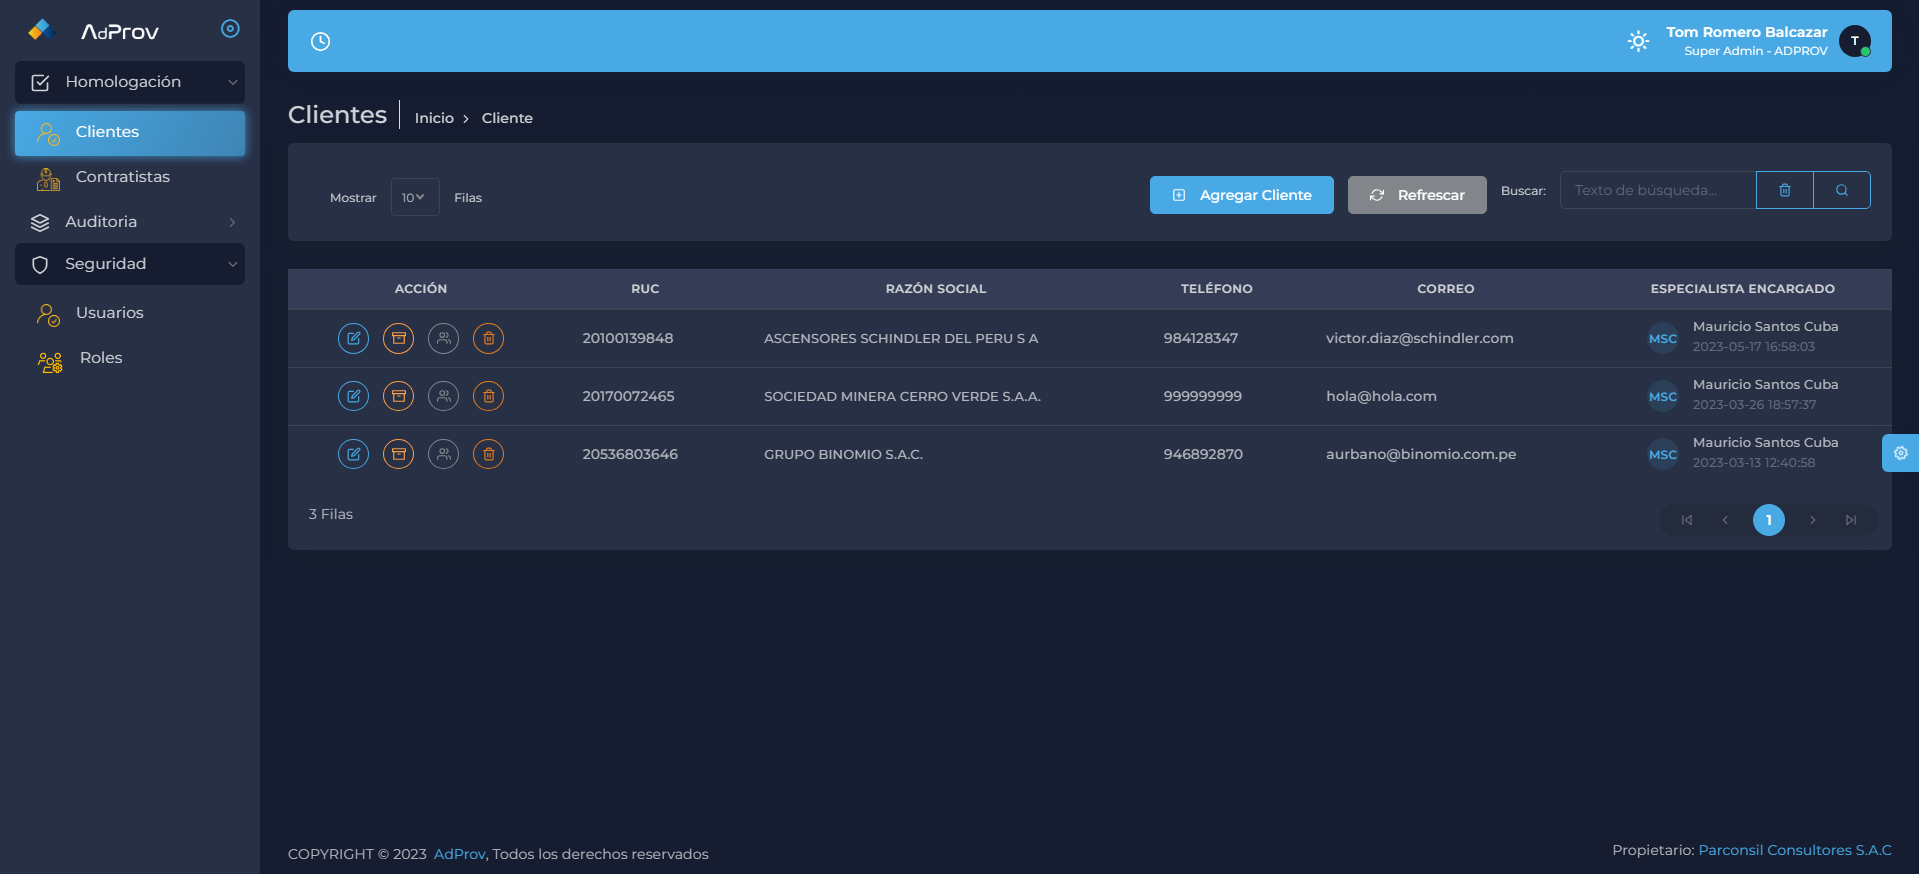 AdProv
Homologación
Clientes
Contratistas
Auditoria
Seguridad
Usuarios
Roles
Tom Romero Balcazar
Super Admin - ADPROV
T
Clientes
Inicio
Cliente
Mostrar
10
Filas
Agregar Cliente
Refrescar
Buscar:
Texto de búsqueda...
ACCIÓN RUC RAZÓN SOCIAL TELÉFONO CORREO ESPECIALISTA ENCARGADO
20100139848 ASCENSORES SCHINDLER DEL PERU S A 984128347 victor.diaz@schindler.com MSC Mauricio Santos Cuba
2023-05-17 16:58:03
20170072465 SOCIEDAD MINERA CERRO VERDE S.A.A. 999999999 hola@hola.com MSC Mauricio Santos Cuba
2023-03-26 18:57:37
20536803646 GRUPO BINOMIO S.A.C. 946892870 aurbano@binomio.com.pe MSC Mauricio Santos Cuba
2023-03-13 12:40:58
3 Filas
1
COPYRIGHT © 2023 AdProv, Todos los derechos reservados
Propietario: Parconsil Consultores S.A.C